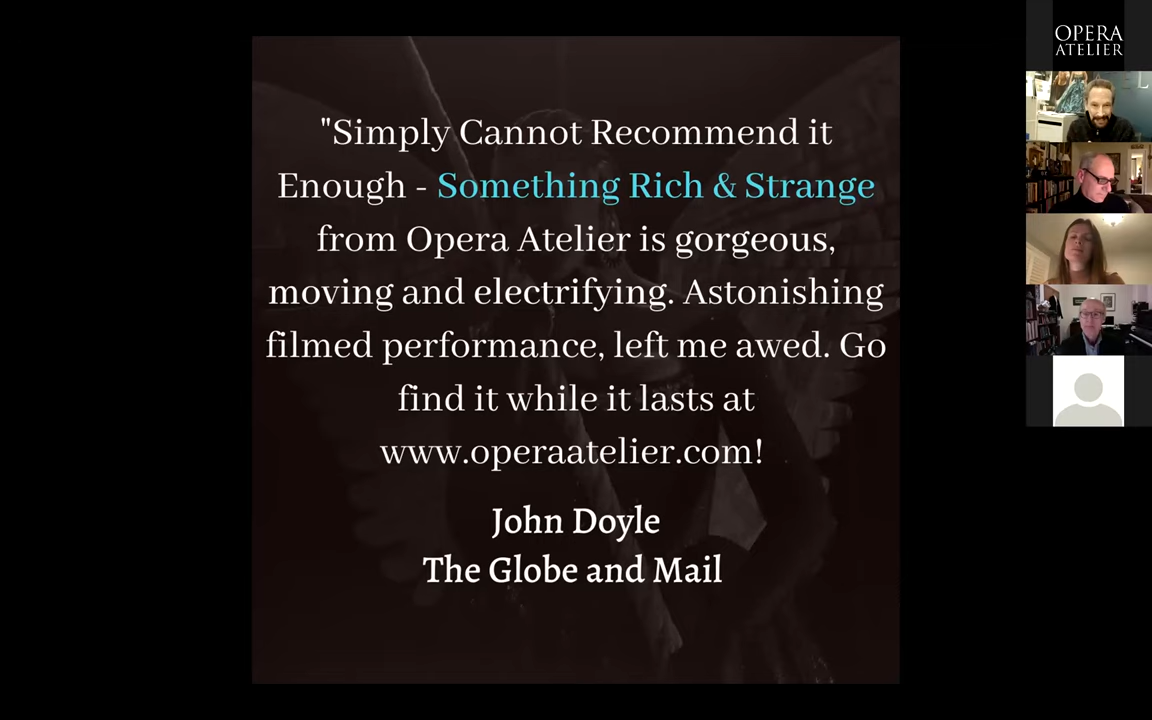 "Simply Cannot Recommend it
Enough - Something Rich & Strange
from Opera Atelier is gorgeous,
moving and electrifying. Astonishing
filmed performance, left me awed. Go
find it while it lasts at
www.operaatelier.com!
John Doyle
The Globe and Mail
OPERA
ATELIER